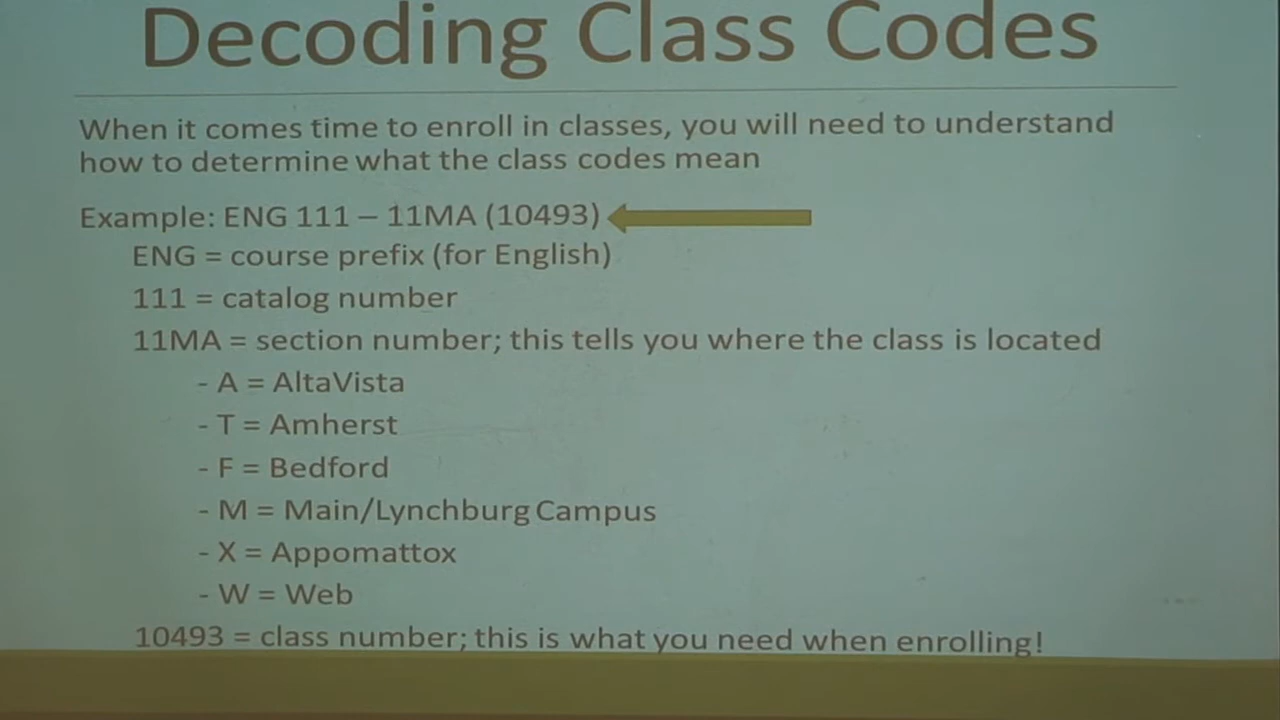 Decoding Class Codes
When it comes time to enroll in classes, you will need to understand
how to determine what the class codes mean
Example: ENG 111 – 11MA (10493)
ENG = course prefix (for English)
111 = catalog number
11MA = section number; this tells you where the class is located
- A = AltaVista
- T = Amherst
- F = Bedford
- M = Main/Lynchburg Campus
- X = Appomattox
- W = Web
10493 = class number; this is what you need when enrolling!